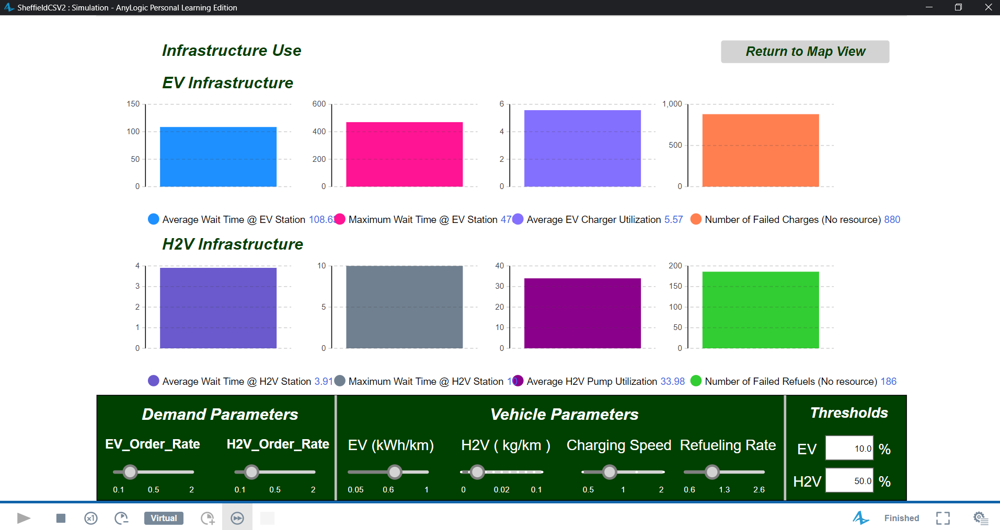 SheffieldCSV2 : Simulation - AnyLogic Personal Learning Edition
Infrastructure Use
Return to Map View
EV Infrastructure
150
100
50
0
600
400
200
0
6
4
2
0
1,000
500
0
Average Wait Time @ EV Station 108.6
Maximum Wait Time @ EV Station 47
Average EV Charger Utilization 5.57
Number of Failed Charges (No resource) 880
H2V Infrastructure
4
3
2
1
0
10
5
0
40
30
20
10
0
200
150
100
50
0
Average Wait Time @ H2V Station 3.91
Maximum Wait Time @ H2V Station 10
Average H2V Pump Utilization 33.98
Number of Failed Refuels (No resource) 186
Demand Parameters
EV_Order_Rate
0.1 0.5 2
H2V_Order_Rate
0.1 0.5 2
Vehicle Parameters
EV (kWh/km)
0.05 0.6 1
H2V ( kg/km )
0 0.02 0.1
Charging Speed
0.5 1 2
Refueling Rate
0.6 1.3 2.6
Thresholds
EV 10.0 %
H2V 50.0 %
x1
Virtual
Finished